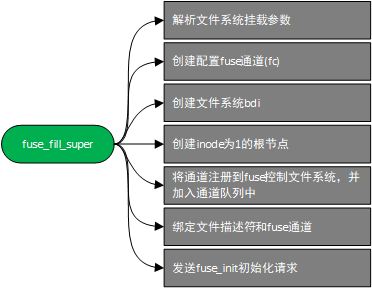 解析文件系统挂载参数
创建配置fuse通道(fc)
创建文件系统bdi
fuse_fill_super
创建inode为1的根节点
将通道注册到fuse控制文件系统，并
加入通道队列中
绑定文件描述符和fuse通道
发送fuse_init初始化请求